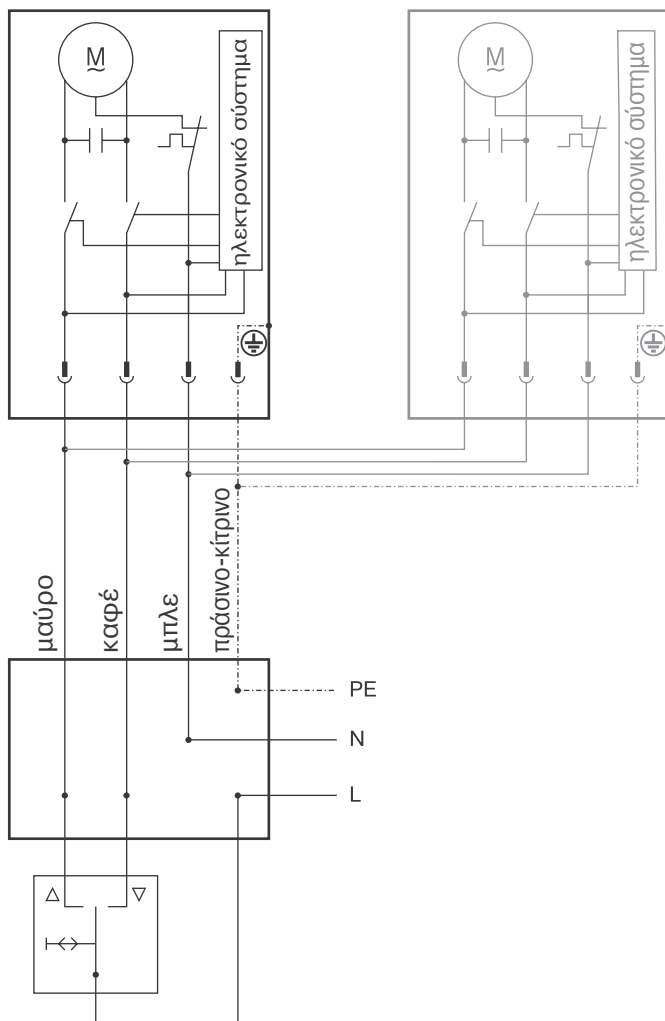 M
~
ηλεκτρονικό σύστημα
M
~
ηλεκτρονικό σύστημα
μαύρο
καφέ
μπλε
πράσινο-κίτρινο
PE
N
L